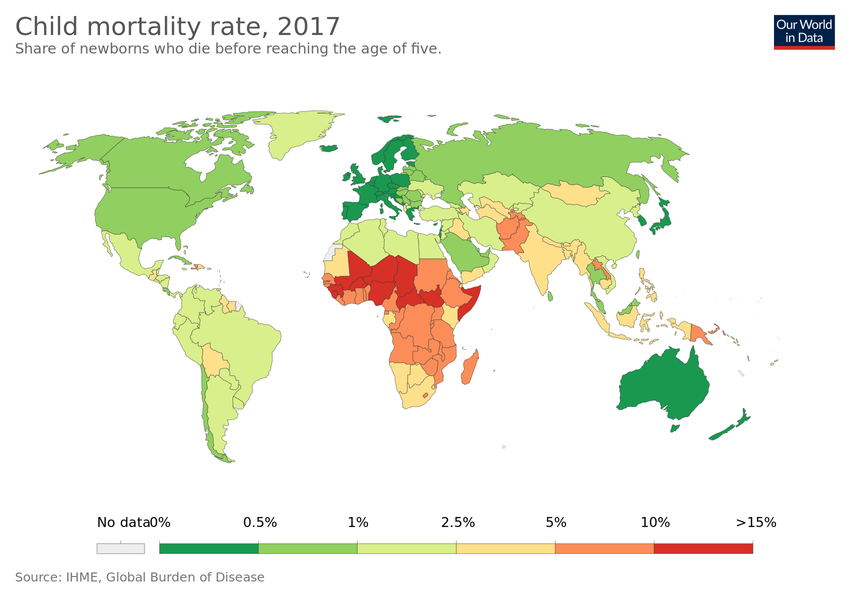 Child mortality rate, 2017
Share of newborns who die before reaching the age of five.
Our World
in Data
No data 0% 0.5% 1% 2.5% 5% 10% >15%
Source: IHME, Global Burden of Disease